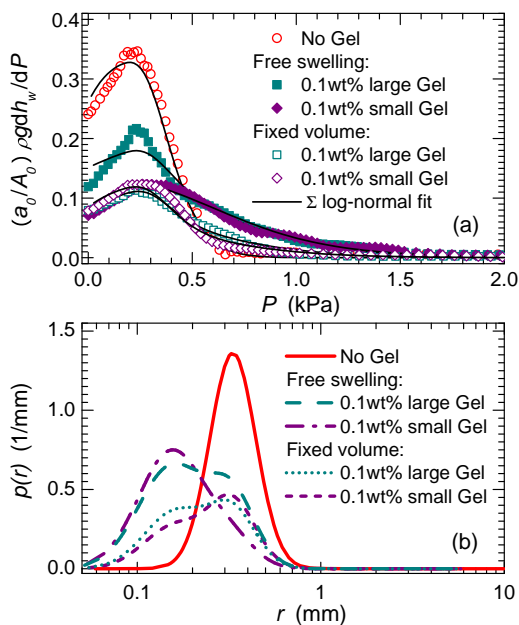 (a₀/A₀) ρgdh_w/dP
0.4
0.3
0.2
0.1
0.0
No Gel
Free swelling:
0.1wt% large Gel
0.1wt% small Gel
Fixed volume:
0.1wt% large Gel
0.1wt% small Gel
Σ log-normal fit
(a)
0.0 0.5 1.0 1.5 2.0
P (kPa)
p(r) (1/mm)
1.5
1.0
0.5
0.0
No Gel
Free swelling:
0.1wt% large Gel
0.1wt% small Gel
Fixed volume:
0.1wt% large Gel
0.1wt% small Gel
(b)
0.1 1 10
r (mm)